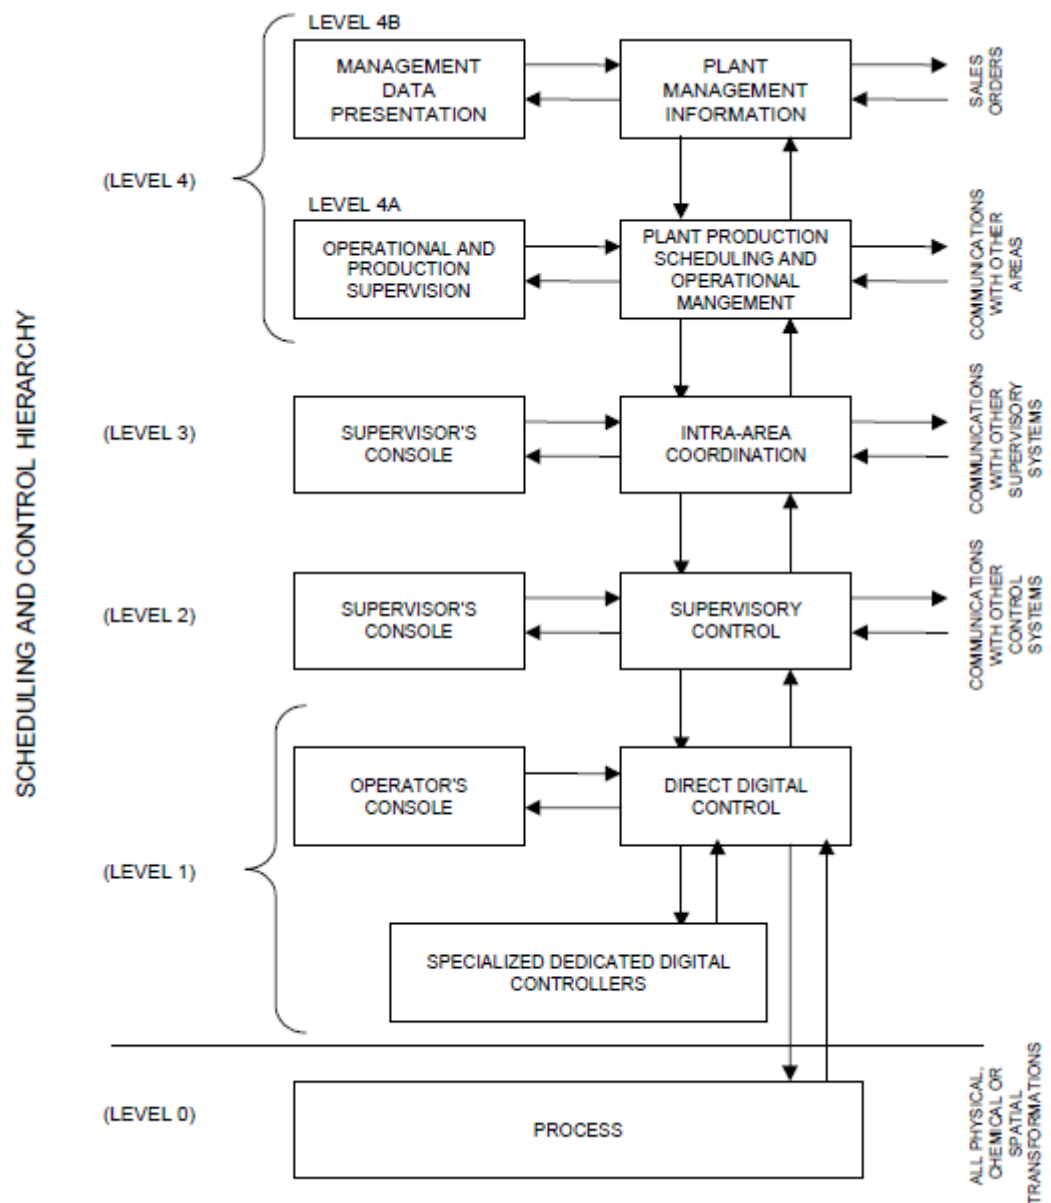 SCHEDULING AND CONTROL HIERARCHY
LEVEL 4B
MANAGEMENT
DATA
PRESENTATION
PLANT
MANAGEMENT
INFORMATION
SALES
ORDERS
(LEVEL 4)
LEVEL 4A
OPERATIONAL AND
PRODUCTION
SUPERVISION
PLANT PRODUCTION
SCHEDULING AND
OPERATIONAL
MANGEMENT
COMMUNICATIONS
WITH OTHER
AREAS
(LEVEL 3)
SUPERVISOR'S
CONSOLE
INTRA-AREA
COORDINATION
COMMUNICATIONS
WITH OTHER
SUPERVISORY
SYSTEMS
(LEVEL 2)
SUPERVISOR'S
CONSOLE
SUPERVISORY
CONTROL
COMMUNICATIONS
WITH OTHER
CONTROL
SYSTEMS
(LEVEL 1)
OPERATOR'S
CONSOLE
DIRECT DIGITAL
CONTROL
SPECIALIZED DEDICATED DIGITAL
CONTROLLERS
(LEVEL 0)
PROCESS
ALL PHYSICAL,
CHEMICAL OR
SPATIAL
TRANSFORMATIONS